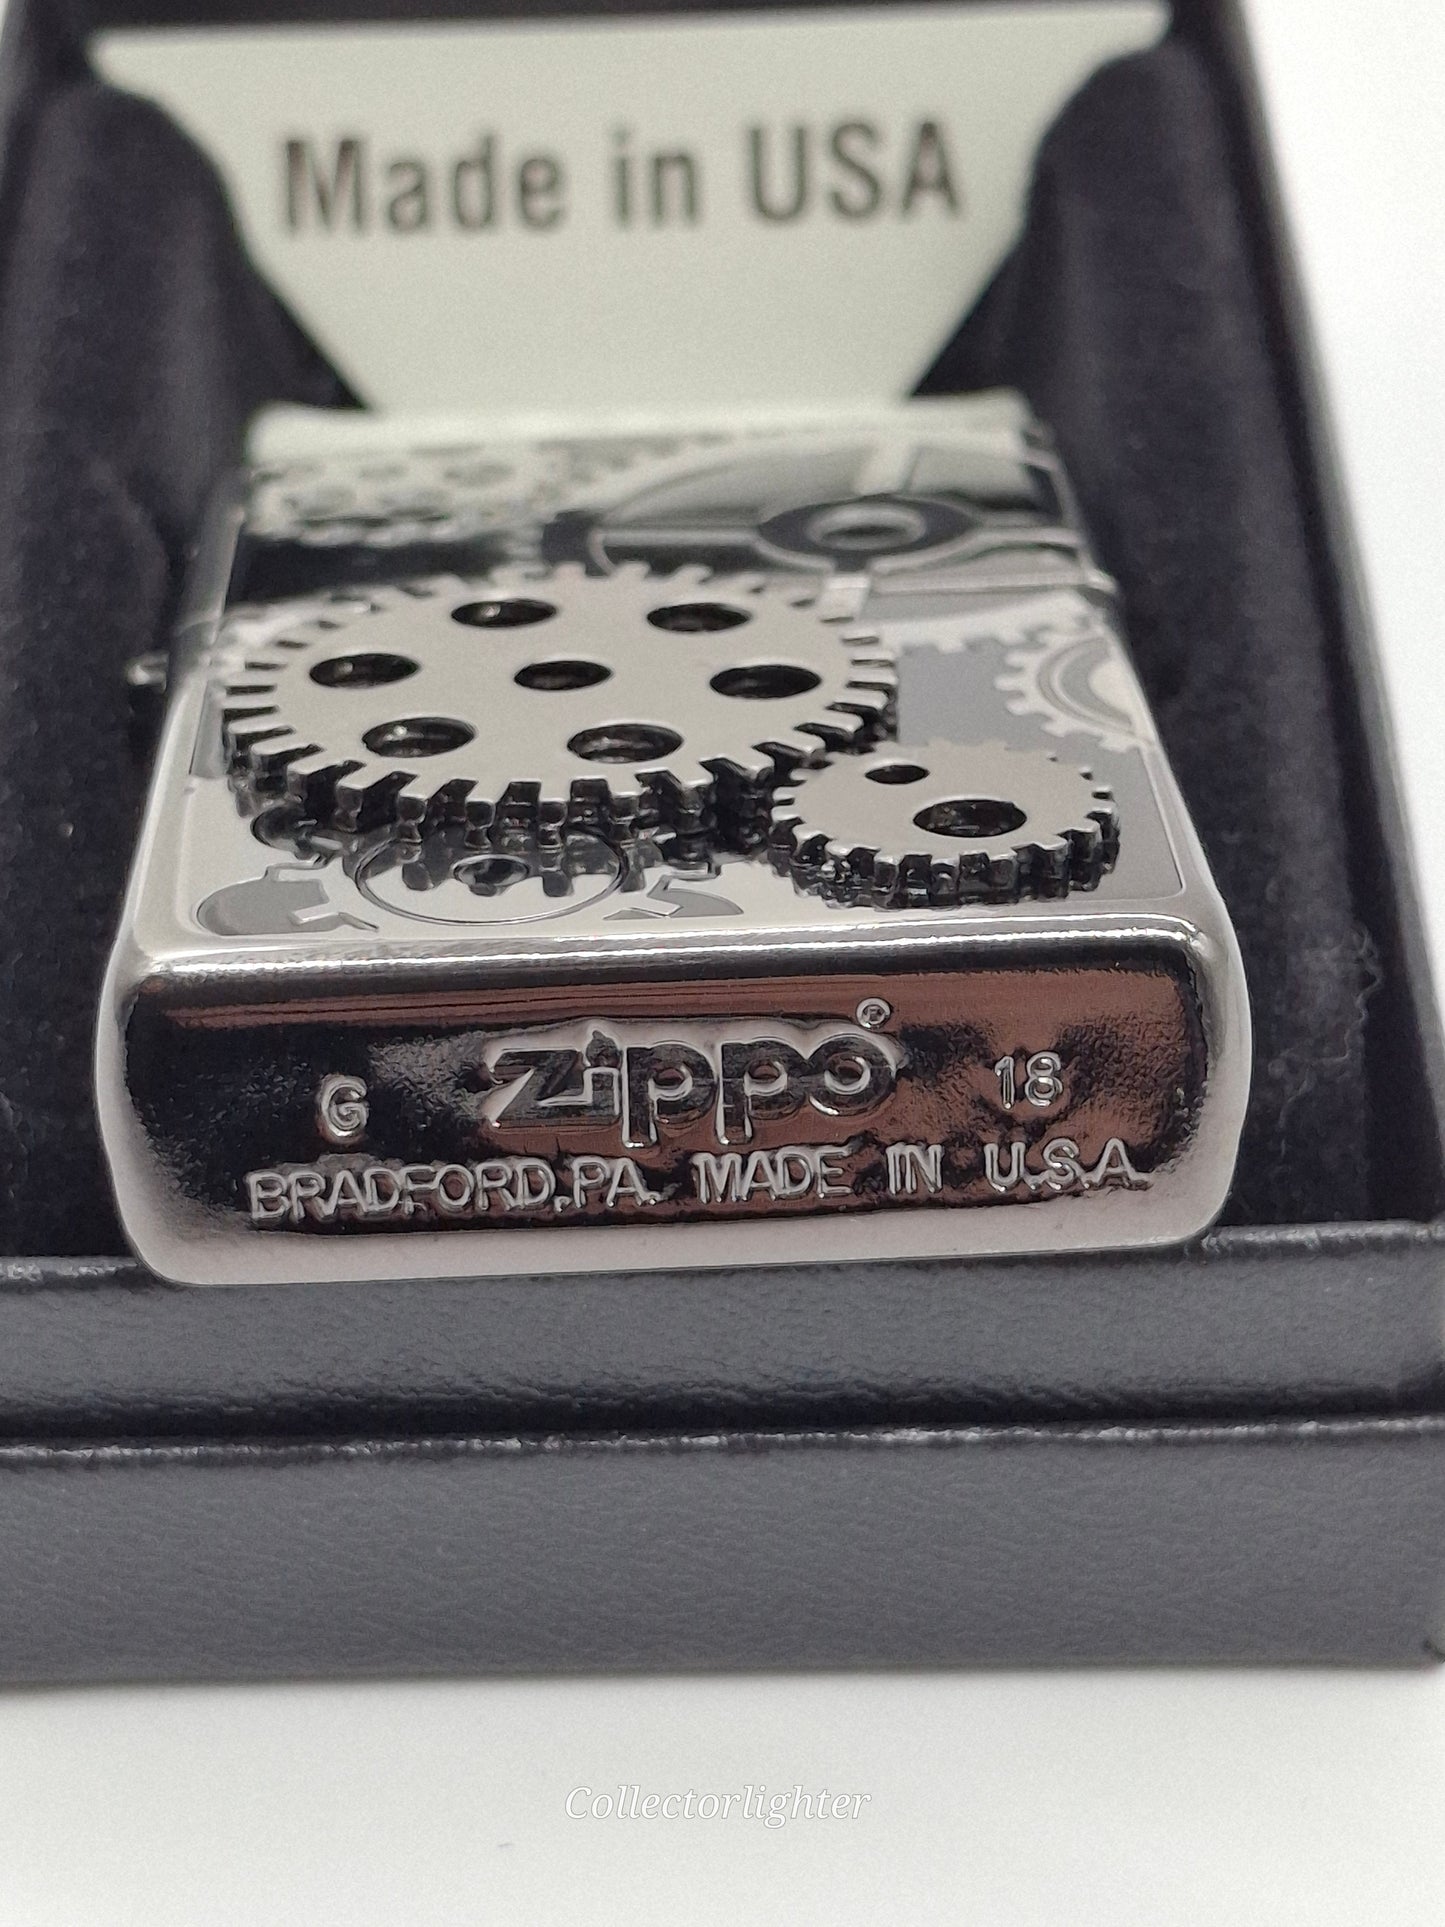 Made in USA
zippo®
G 18
BRADFORD,PA. MADE IN U.S.A.
Collectorlighter